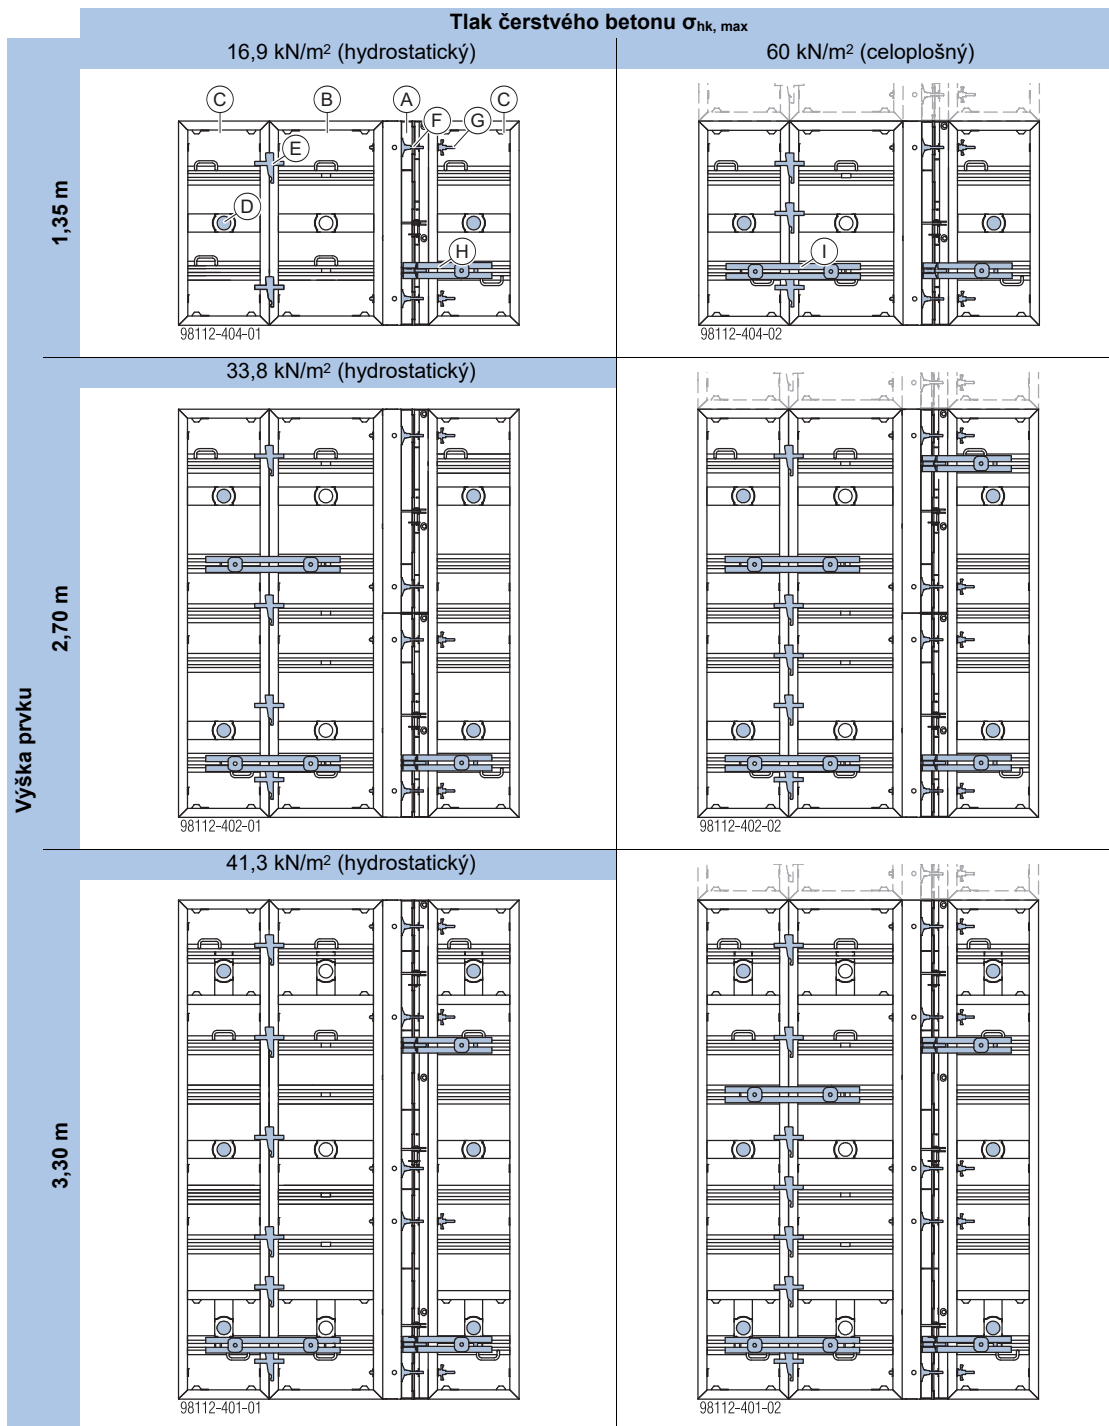 Tlak čerstvého betonu σhk, max
16,9 kN/m² (hydrostatický)
60 kN/m² (celoplošný)
Výška prvku
1,35 m
C
B
A
C
F
G
E
D
H
98112-404-01
I
98112-404-02
33,8 kN/m² (hydrostatický)
2,70 m
98112-402-01
98112-402-02
41,3 kN/m² (hydrostatický)
3,30 m
98112-401-01
98112-401-02